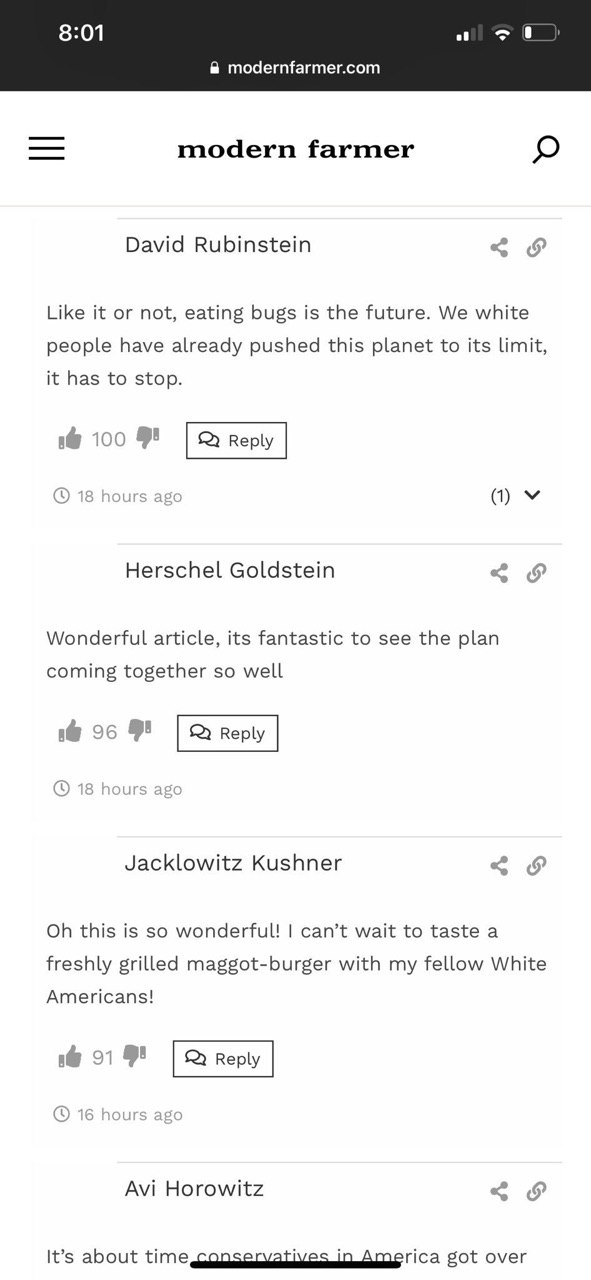 8:01
modernfarmer.com
modern farmer
David Rubinstein
Like it or not, eating bugs is the future. We white
people have already pushed this planet to its limit,
it has to stop.
100
Reply
18 hours ago
(1)
Herschel Goldstein
Wonderful article, its fantastic to see the plan
coming together so well
96
Reply
18 hours ago
Jacklowitz Kushner
Oh this is so wonderful! I can’t wait to taste a
freshly grilled maggot-burger with my fellow White
Americans!
91
Reply
16 hours ago
Avi Horowitz
It’s about time conservatives in America got over